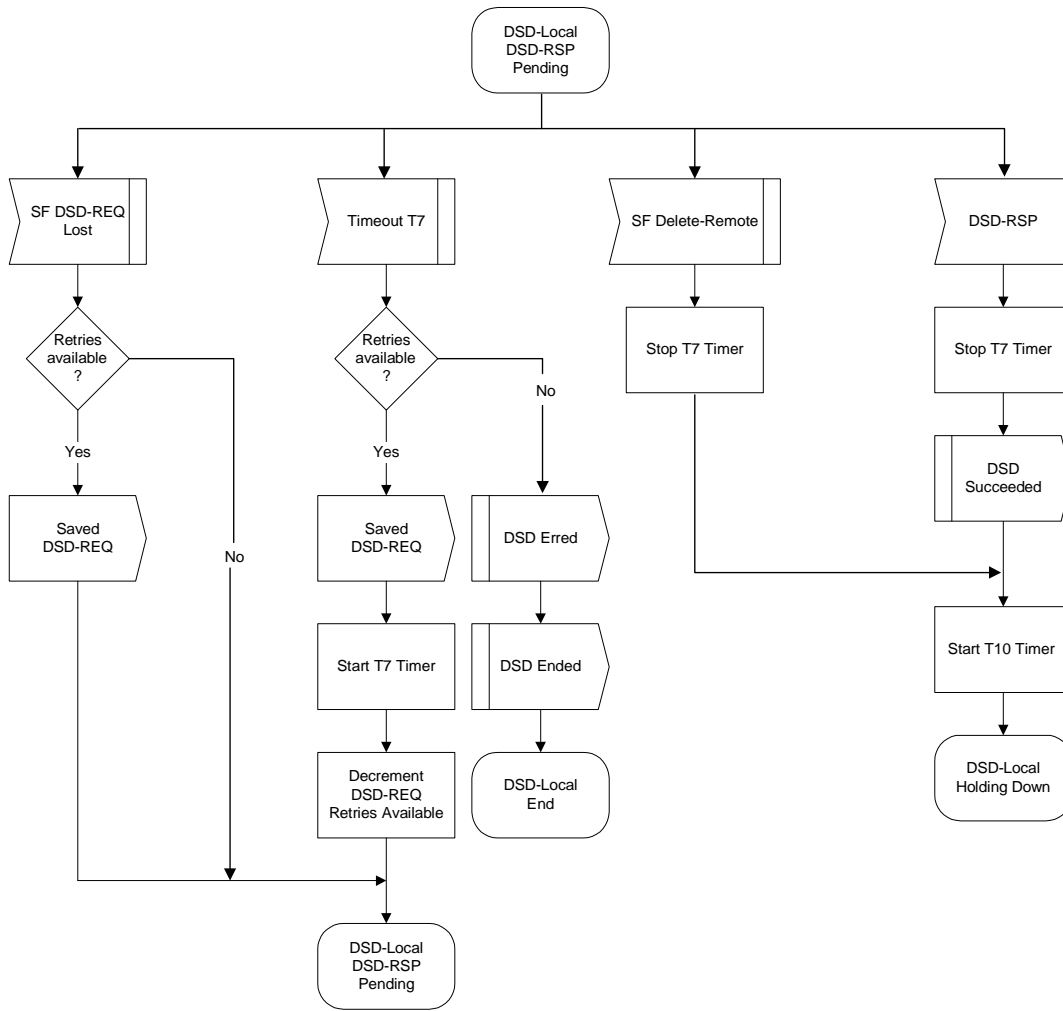 DSD-Local
DSD-RSP
Pending
SF DSD-REQ
Lost
Timeout T7
SF Delete-Remote
DSD-RSP
Retries
available
?
Retries
available
?
Stop T7 Timer
Stop T7 Timer
No
Yes
Yes
DSD
Succeeded
Saved
DSD-REQ
No
Saved
DSD-REQ
DSD Erred
Start T7 Timer
DSD Ended
Start T10 Timer
Decrement
DSD-REQ
Retries Available
DSD-Local
End
DSD-Local
Holding Down
DSD-Local
DSD-RSP
Pending